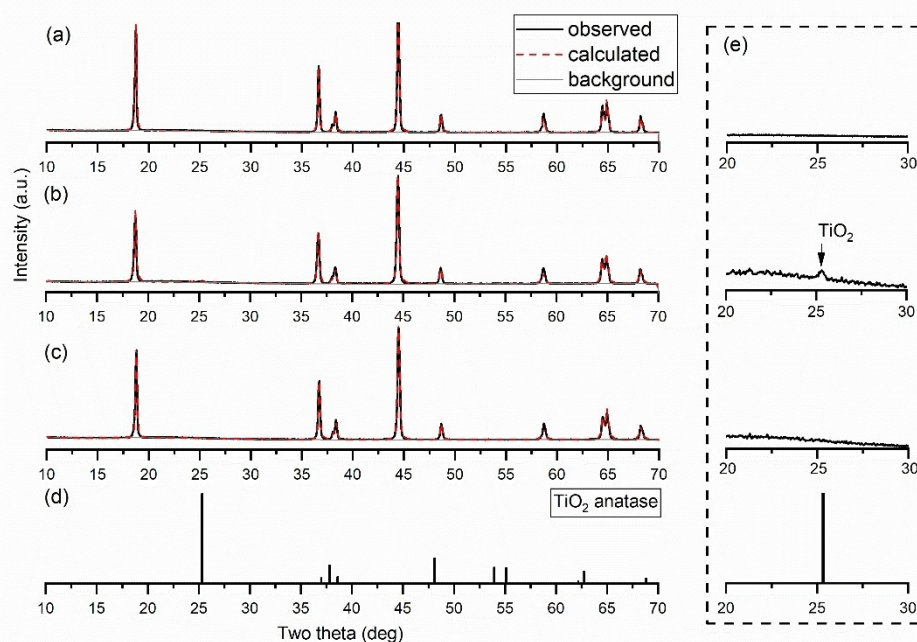 (a)
observed
calculated
background
(e)
10 15 20 25 30 35 40 45 50 55 60 65 70
20 25 30
(b)
TiO₂
10 15 20 25 30 35 40 45 50 55 60 65 70
20 25 30
Intensity (a.u.)
(c)
10 15 20 25 30 35 40 45 50 55 60 65 70
20 25 30
(d)
TiO₂ anatase
10 15 20 25 30 35 40 45 50 55 60 65 70
20 25 30
Two theta (deg)